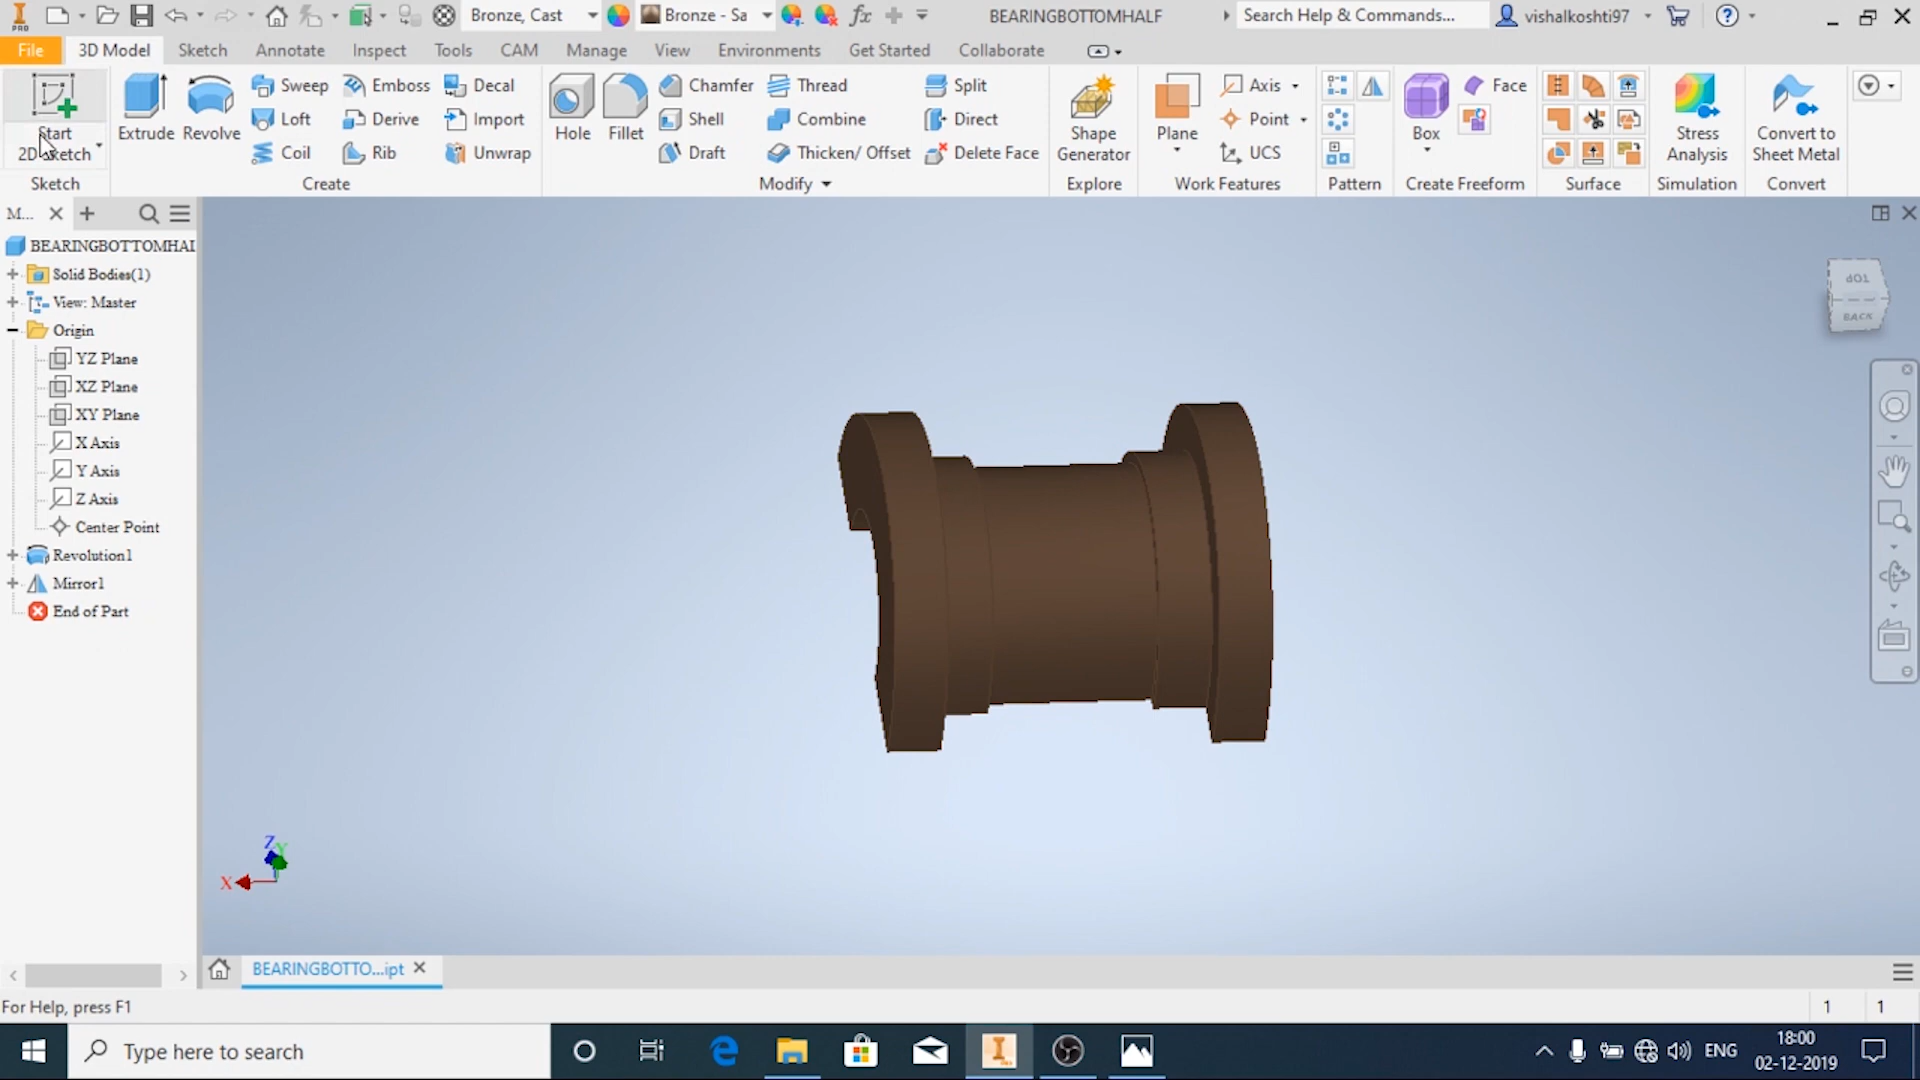 PRO
Bronze, Cast
Bronze - Sa
fx
BEARINGBOTTOMHALF
Search Help & Commands...
vishalkoshti97
File
3D Model
Sketch
Annotate
Inspect
Tools
CAM
Manage
View
Environments
Get Started
Collaborate
Start
2D Sketch
Sketch
Extrude
Revolve
Sweep
Emboss
Decal
Loft
Derive
Import
Coil
Rib
Unwrap
Create
Hole
Fillet
Chamfer
Thread
Split
Shell
Combine
Direct
Draft
Thicken/ Offset
Delete Face
Modify
Shape
Generator
Explore
Plane
Axis
Point
UCS
Work Features
Pattern
Box
Face
Create Freeform
Surface
Stress
Analysis
Simulation
Convert to
Sheet Metal
Convert
M...
BEARINGBOTTOMHAL
Solid Bodies(1)
View: Master
Origin
YZ Plane
XZ Plane
XY Plane
X Axis
Y Axis
Z Axis
Center Point
Revolution1
Mirror1
End of Part
TOP
BACK
Z
Y
X
BEARINGBOTTO...ipt
For Help, press F1
1
1
Type here to search
ENG
18:00
02-12-2019